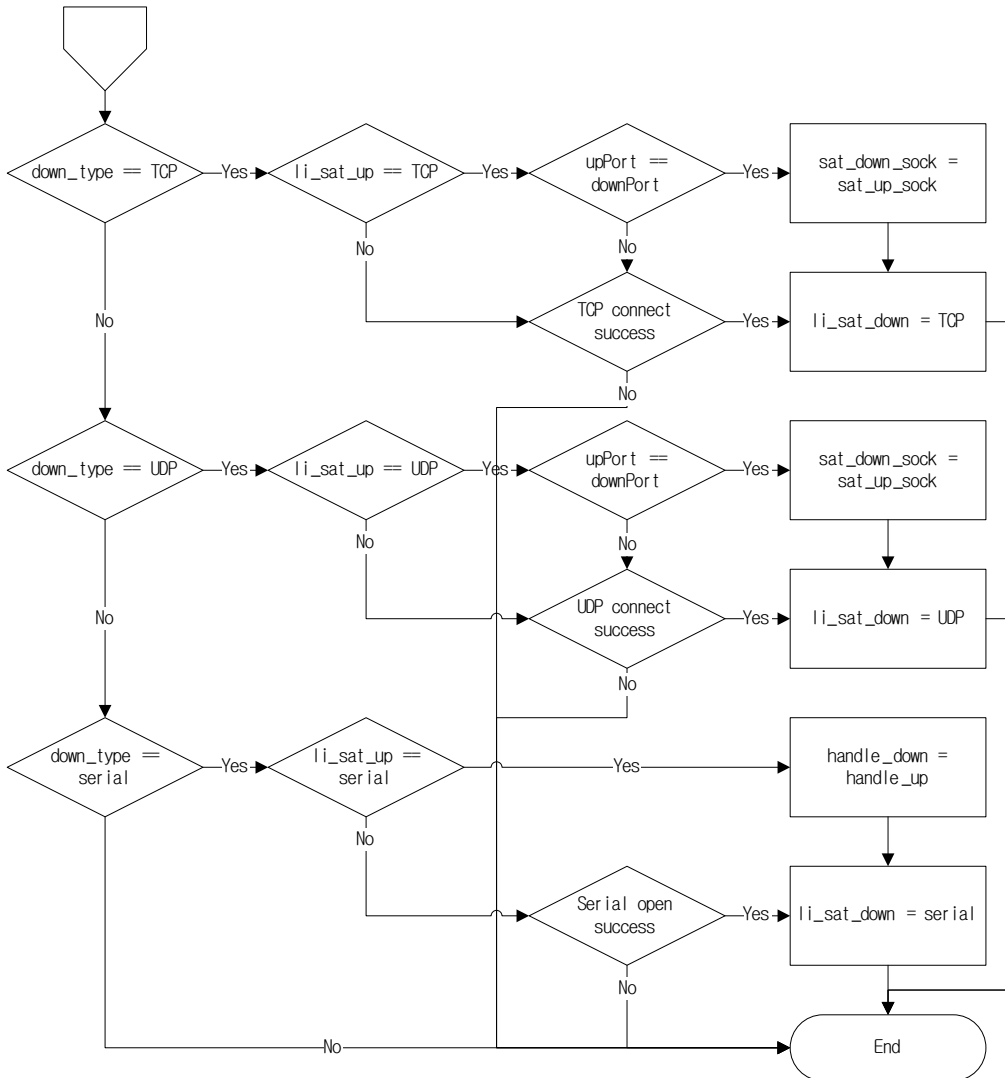 down_type == TCP
Yes
li_sat_up == TCP
Yes
upPort ==
downPort
Yes
sat_down_sock =
sat_up_sock
No
No
No
TCP connect
success
Yes
li_sat_down = TCP
No
down_type == UDP
Yes
li_sat_up == UDP
Yes
upPort ==
downPort
Yes
sat_down_sock =
sat_up_sock
No
No
No
UDP connect
success
Yes
li_sat_down = UDP
No
down_type ==
serial
Yes
li_sat_up ==
serial
Yes
handle_down =
handle_up
No
Serial open
success
Yes
li_sat_down = serial
No
No
End